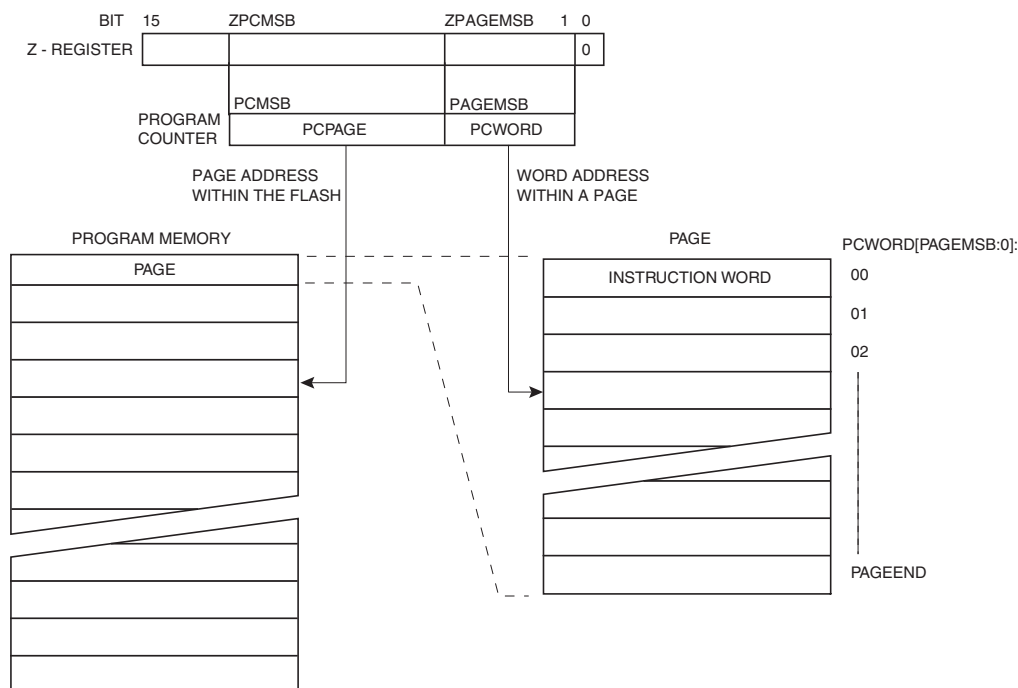 BIT 15 ZPCMSB ZPAGEMSB 1 0
Z - REGISTER 0
PCMSB PAGEMSB
PROGRAM
COUNTER
PCPAGE PCWORD
PAGE ADDRESS
WITHIN THE FLASH
WORD ADDRESS
WITHIN A PAGE
PROGRAM MEMORY
PAGE
PAGE
PCWORD[PAGEMSB:0]:
INSTRUCTION WORD
00
01
02
PAGEEND